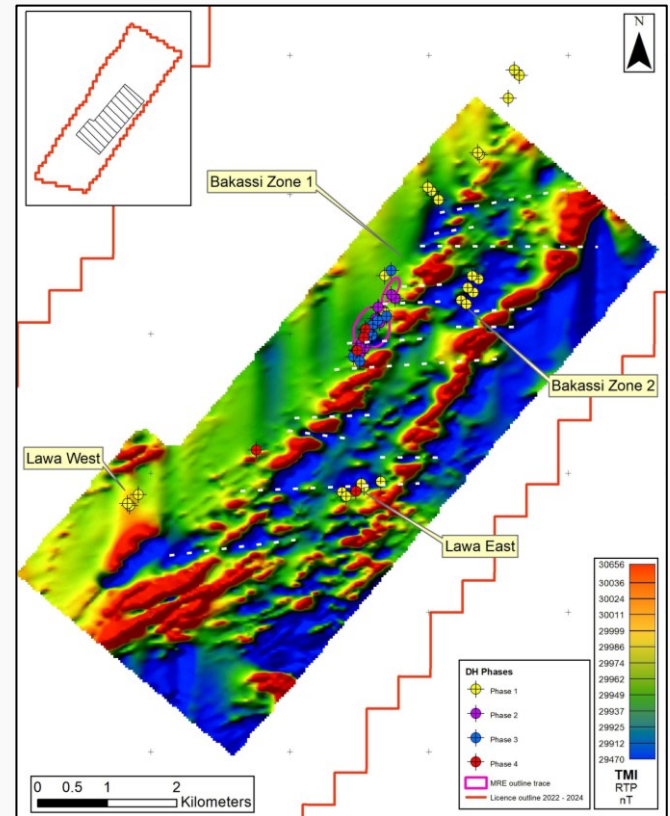 N
Bakassi Zone 1
Bakassi Zone 2
Lawa West
Lawa East
DH Phases
Phase 1
Phase 2
Phase 3
Phase 4
MRE outline trace
Licence outline 2022 - 2024
30656
30036
30024
30011
29999
29986
29974
29962
29949
29937
29925
29912
29470
TMI
RTP
nT
0 0.5 1 2
Kilometers